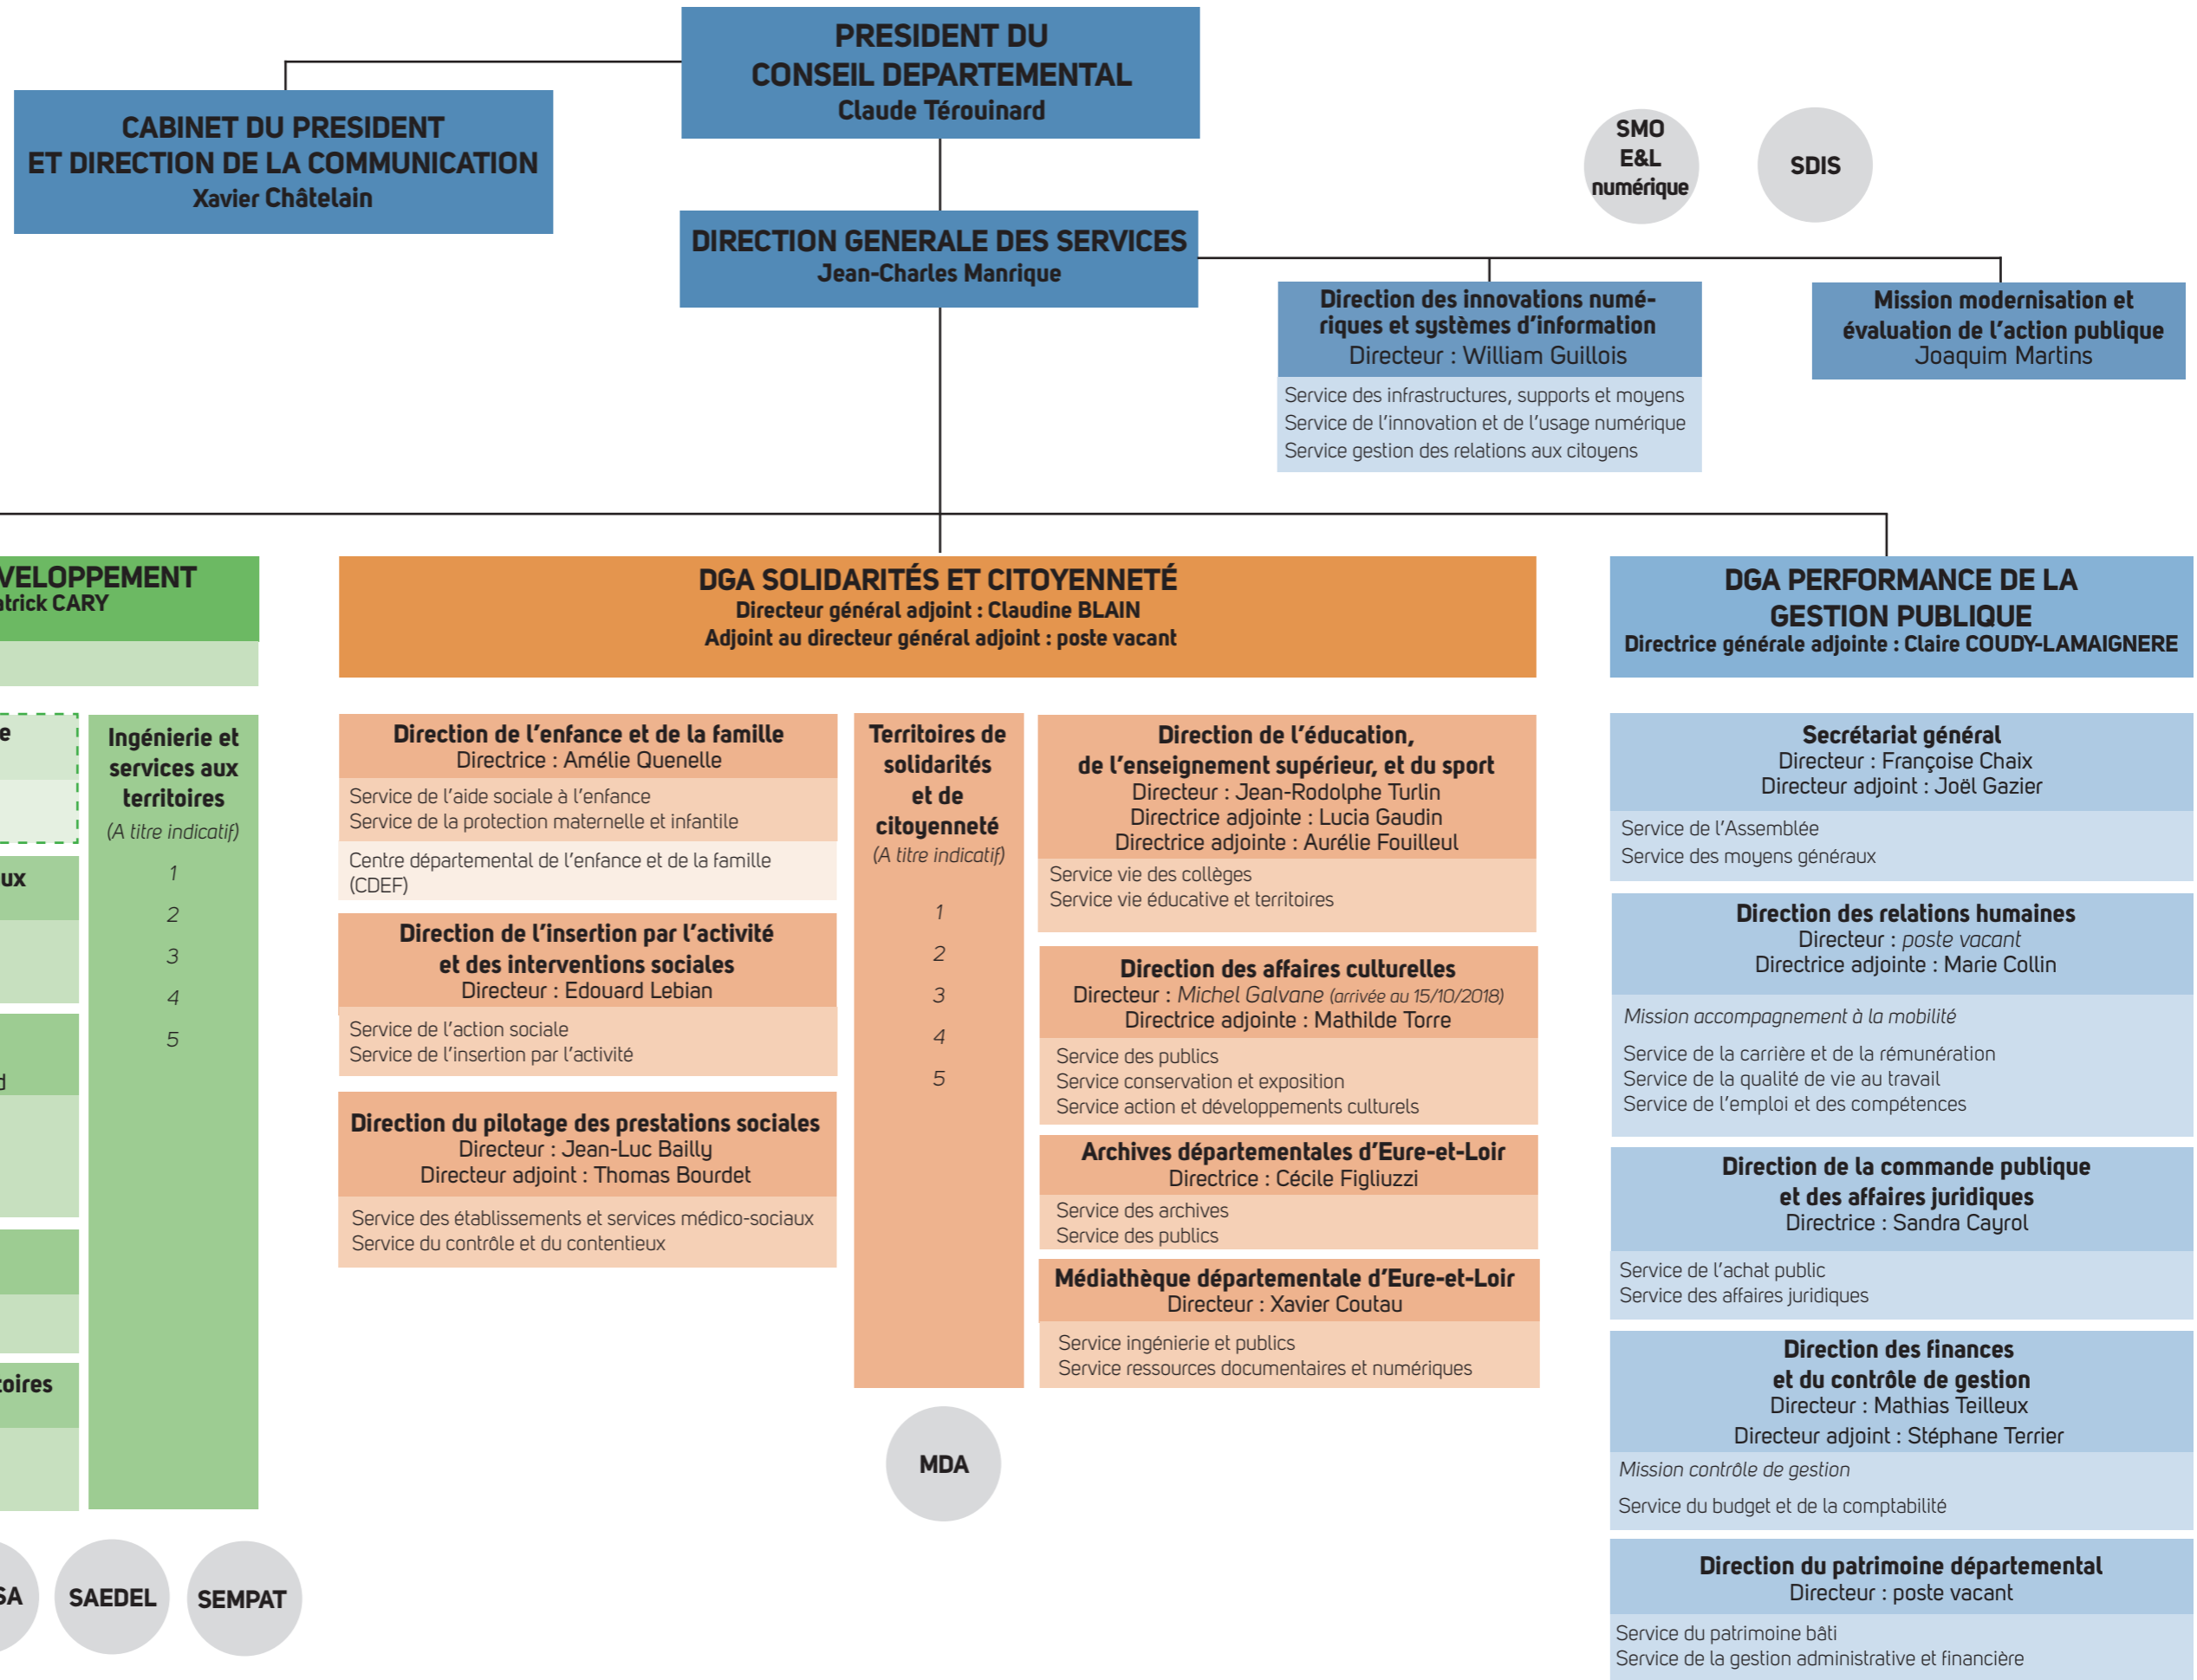 PRESIDENT DU
CONSEIL DEPARTEMENTAL
Claude Térouinard
CABINET DU PRESIDENT
ET DIRECTION DE LA COMMUNICATION
Xavier Châtelain
SMO
E&L
numérique
SDIS
DIRECTION GENERALE DES SERVICES
Jean-Charles Manrique
Direction des innovations numé-
riques et systèmes d'information
Directeur : William Guillois
Service des infrastructures, supports et moyens
Service de l'innovation et de l'usage numérique
Service gestion des relations aux citoyens
Mission modernisation et
évaluation de l'action publique
Joaquim Martins
VELOPPEMENT
atrick CARY
e
ux
d
toires
Ingénierie et
services aux
territoires
(A titre indicatif)
1
2
3
4
5
SA
SAEDEL
SEMPAT
DGA SOLIDARITÉS ET CITOYENNETÉ
Directeur général adjoint : Claudine BLAIN
Adjoint au directeur général adjoint : poste vacant
Direction de l'enfance et de la famille
Directrice : Amélie Quenelle
Service de l'aide sociale à l'enfance
Service de la protection maternelle et infantile
Centre départemental de l'enfance et de la famille
(CDEF)
Direction de l'insertion par l'activité
et des interventions sociales
Directeur : Edouard Lebian
Service de l'action sociale
Service de l'insertion par l'activité
Direction du pilotage des prestations sociales
Directeur : Jean-Luc Bailly
Directeur adjoint : Thomas Bourdet
Service des établissements et services médico-sociaux
Service du contrôle et du contentieux
Territoires de
solidarités
et de
citoyenneté
(A titre indicatif)
1
2
3
4
5
MDA
Direction de l'éducation,
de l'enseignement supérieur, et du sport
Directeur : Jean-Rodolphe Turlin
Directrice adjointe : Lucia Gaudin
Directrice adjointe : Aurélie Fouilleul
Service vie des collèges
Service vie éducative et territoires
Direction des affaires culturelles
Directeur : Michel Galvane (arrivée au 15/10/2018)
Directrice adjointe : Mathilde Torre
Service des publics
Service conservation et exposition
Service action et développements culturels
Archives départementales d'Eure-et-Loir
Directrice : Cécile Figliuzzi
Service des archives
Service des publics
Médiathèque départementale d'Eure-et-Loir
Directeur : Xavier Coutau
Service ingénierie et publics
Service ressources documentaires et numériques
DGA PERFORMANCE DE LA
GESTION PUBLIQUE
Directrice générale adjointe : Claire COUDY-LAMAIGNERE
Secrétariat général
Directeur : Françoise Chaix
Directeur adjoint : Joël Gazier
Service de l'Assemblée
Service des moyens généraux
Direction des relations humaines
Directeur : poste vacant
Directrice adjointe : Marie Collin
Mission accompagnement à la mobilité
Service de la carrière et de la rémunération
Service de la qualité de vie au travail
Service de l'emploi et des compétences
Direction de la commande publique
et des affaires juridiques
Directrice : Sandra Cayrol
Service de l'achat public
Service des affaires juridiques
Direction des finances
et du contrôle de gestion
Directeur : Mathias Teilleux
Directeur adjoint : Stéphane Terrier
Mission contrôle de gestion
Service du budget et de la comptabilité
Direction du patrimoine départemental
Directeur : poste vacant
Service du patrimoine bâti
Service de la gestion administrative et financière